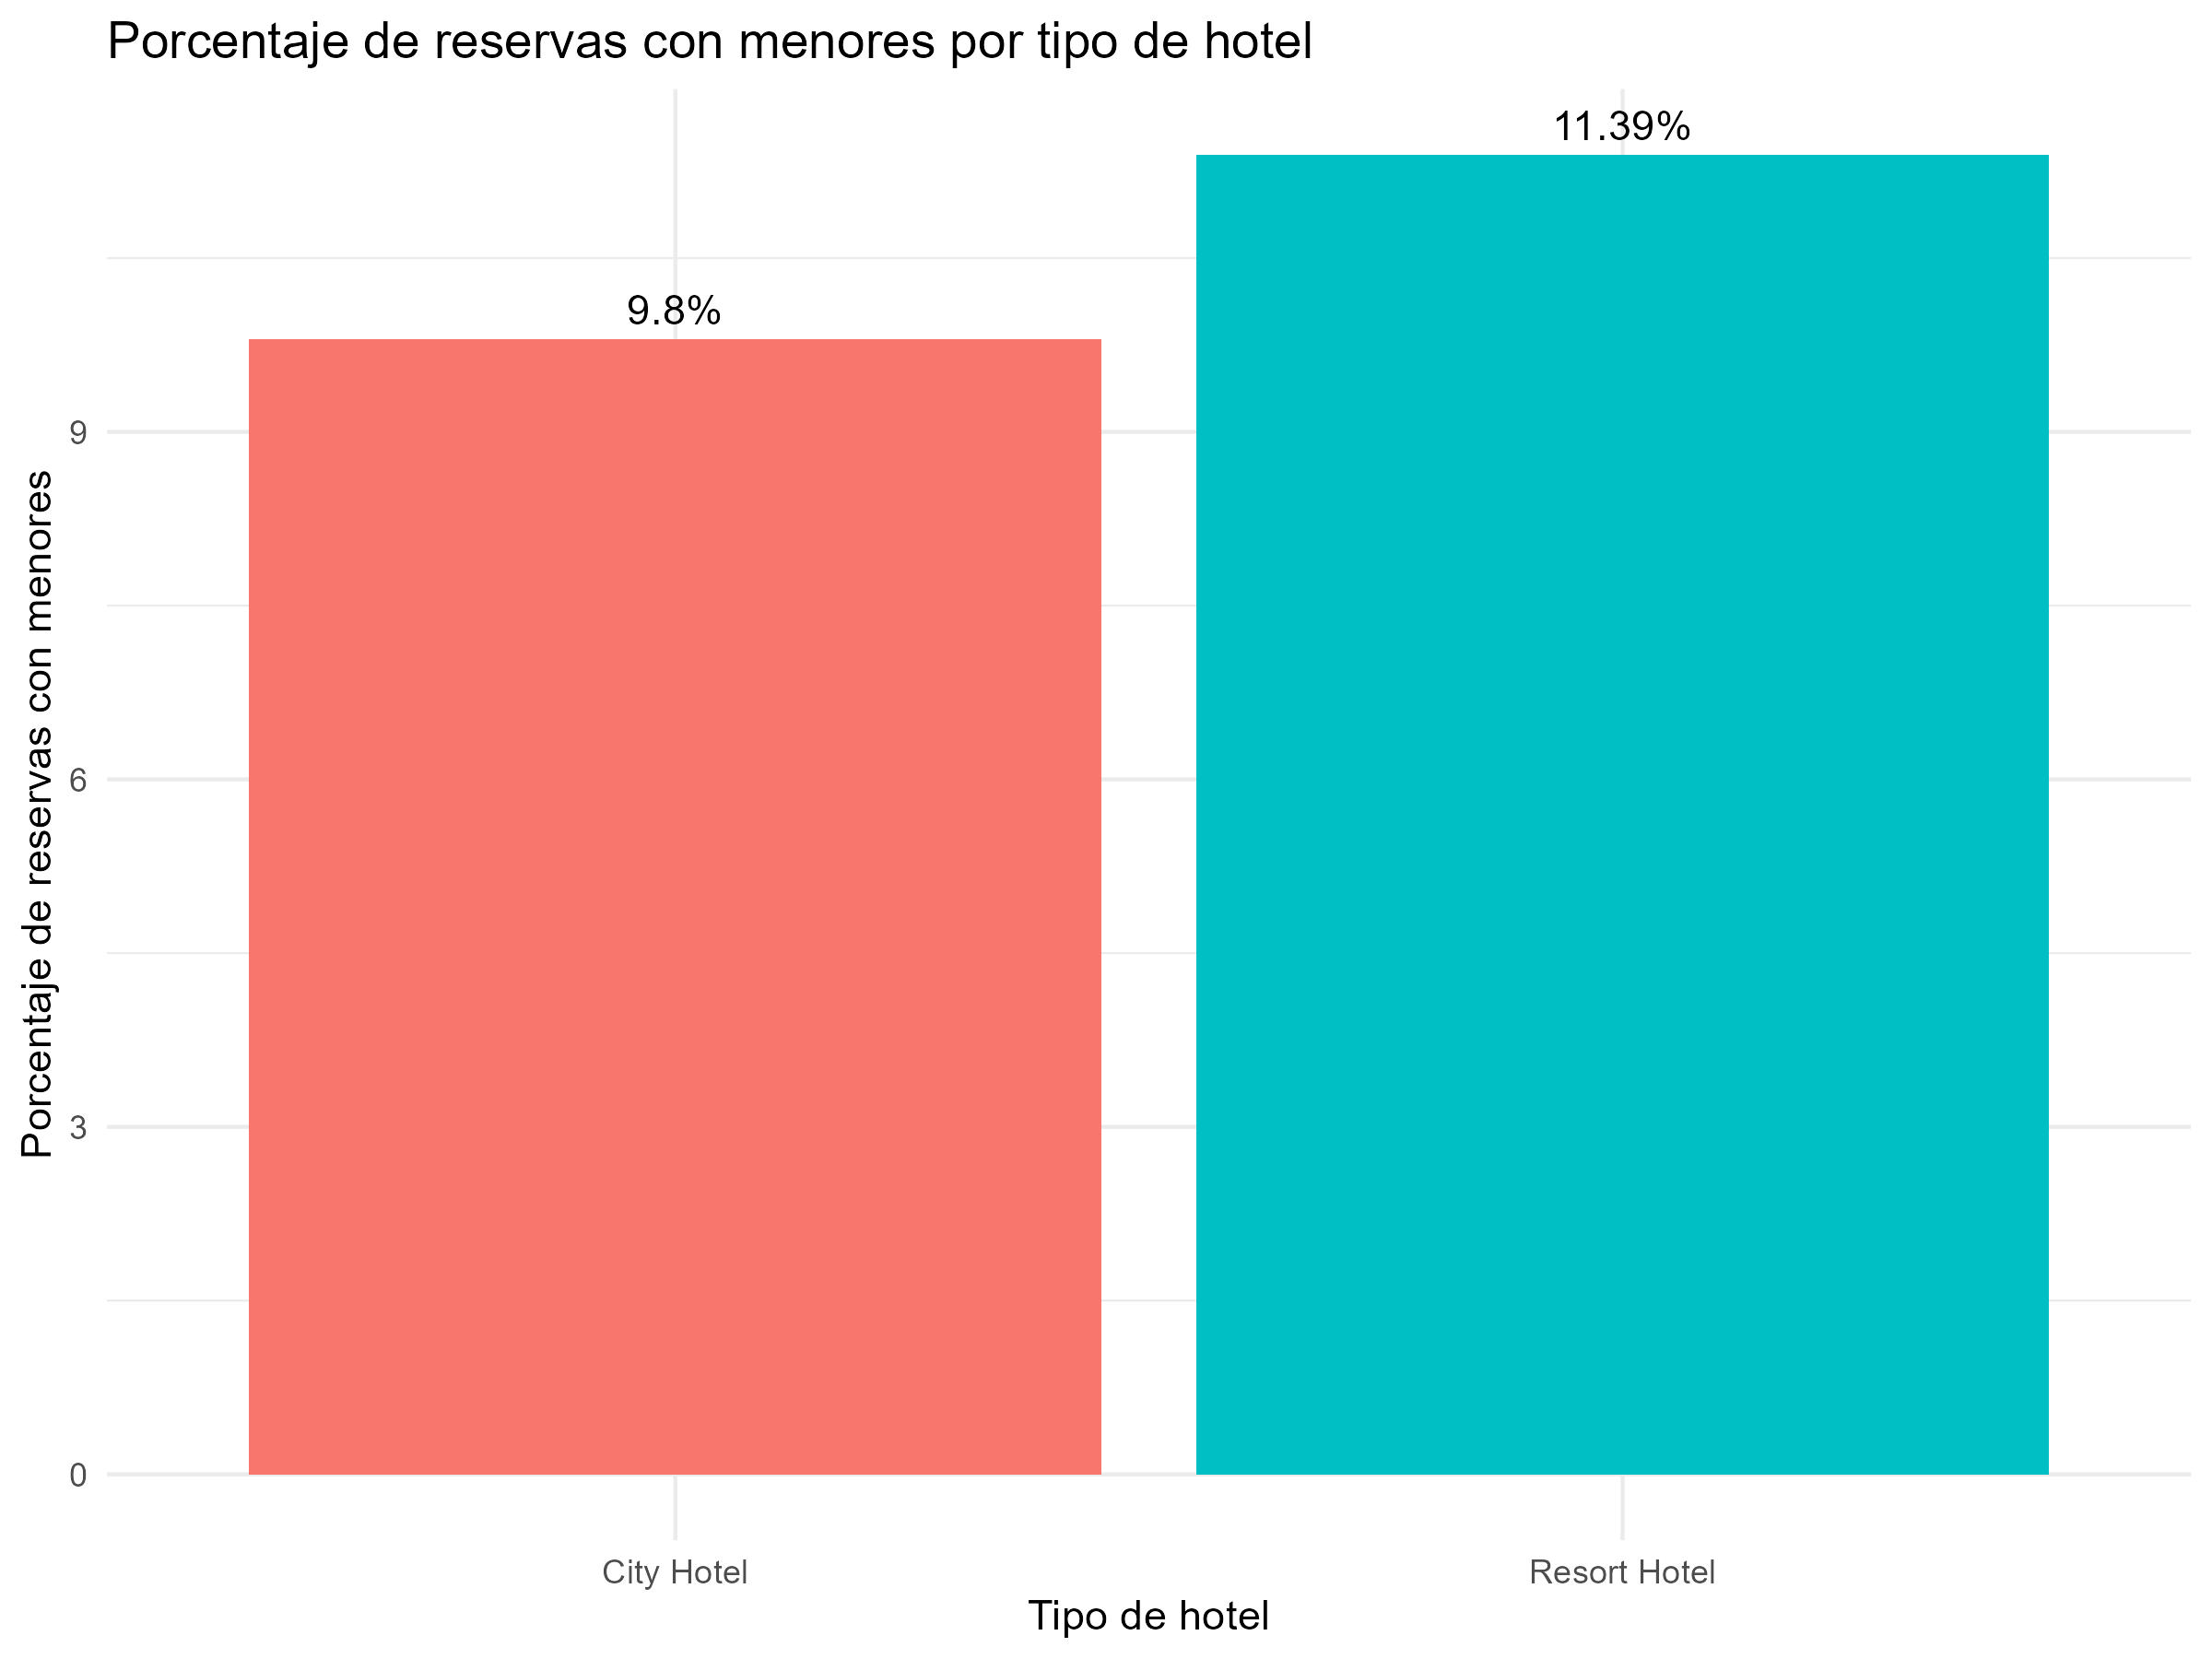 Porcentaje de reservas con menores por tipo de hotel
11.39%
9.8%
9
6
3
0
Porcentaje de reservas con menores
City Hotel
Resort Hotel
Tipo de hotel